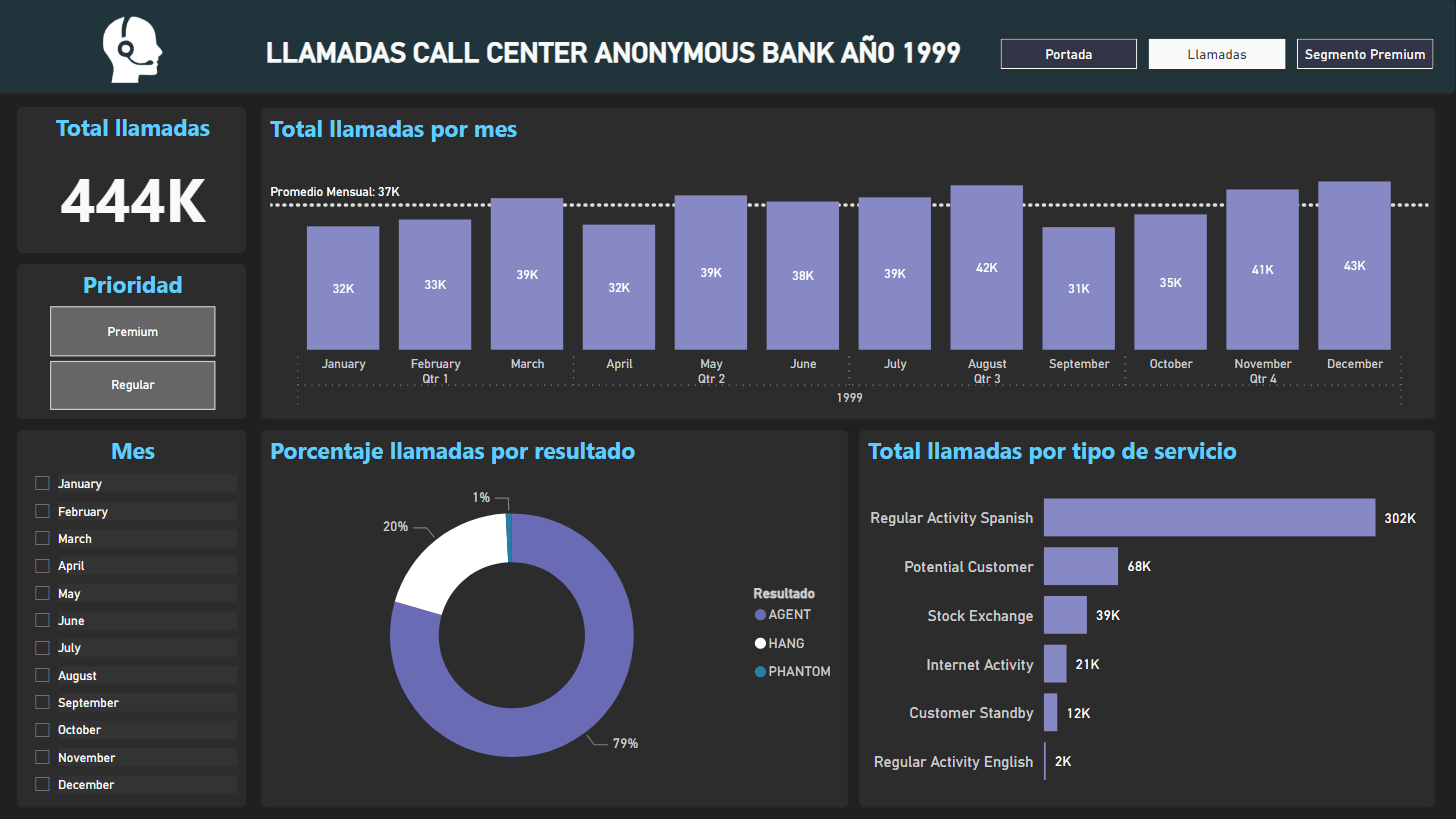 LLAMADAS CALL CENTER ANONYMOUS BANK AÑO 1999
Portada
Llamadas
Segmento Premium
Total llamadas
444K
Prioridad
Premium
Regular
Mes
January
February
March
April
May
June
July
August
September
October
November
December
Total llamadas por mes
Promedio Mensual: 37K
32K
33K
39K
32K
39K
38K
39K
42K
31K
35K
41K
43K
January
February
March
April
May
June
July
August
September
October
November
December
Qtr 1
Qtr 2
Qtr 3
Qtr 4
1999
Porcentaje llamadas por resultado
1%
20%
79%
Resultado
AGENT
HANG
PHANTOM
Total llamadas por tipo de servicio
Regular Activity Spanish 302K
Potential Customer 68K
Stock Exchange 39K
Internet Activity 21K
Customer Standby 12K
Regular Activity English 2K